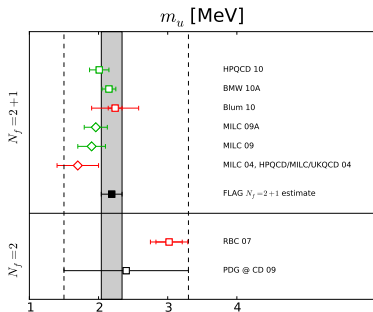 m_u [MeV]
N_f=2+1
HPQCD 10
BMW 10A
Blum 10
MILC 09A
MILC 09
MILC 04, HPQCD/MILC/UKQCD 04
FLAG N_f=2+1 estimate
N_f=2
RBC 07
PDG @ CD 09
1 2 3 4